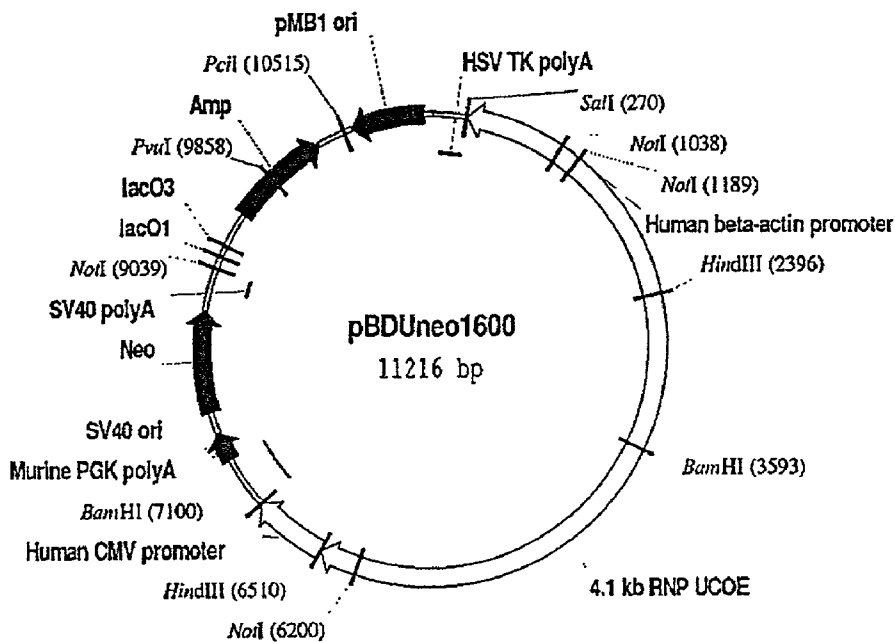 pMB1 ori
PciI (10515)
HSV TK polyA
Amp
SalI (270)
PvuI (9858)
NotI (1038)
lacO3
NotI (1189)
lacO1
Human beta-actin promoter
NotI (9039)
HindIII (2396)
SV40 polyA
pBDUneo1600
Neo
11216 bp
SV40 ori
Murine PGK polyA
BamHI (3593)
BamHI (7100)
Human CMV promoter
4.1 kb RNP UCOE
HindIII (6510)
NotI (6200)